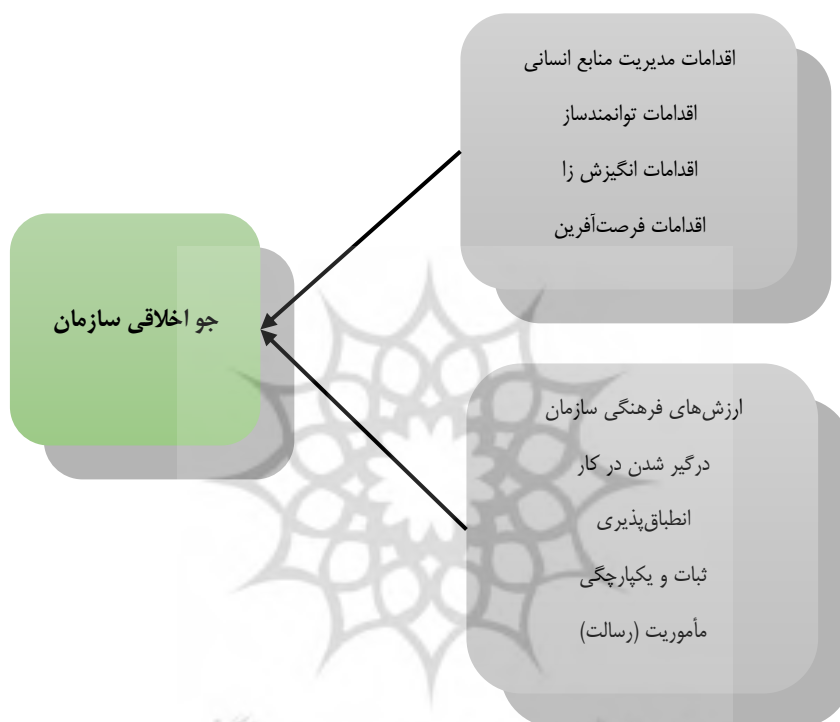 اقدامات مدیریت منابع انسانی
اقدامات توانمندساز
اقدامات انگیزش زا
اقدامات فرصت‌آفرین
جو اخلاقی سازمان
ارزش‌های فرهنگی سازمان
درگیر شدن در کار
انطباق‌پذیری
ثبات و یکپارچگی
مأموریت (رسالت)